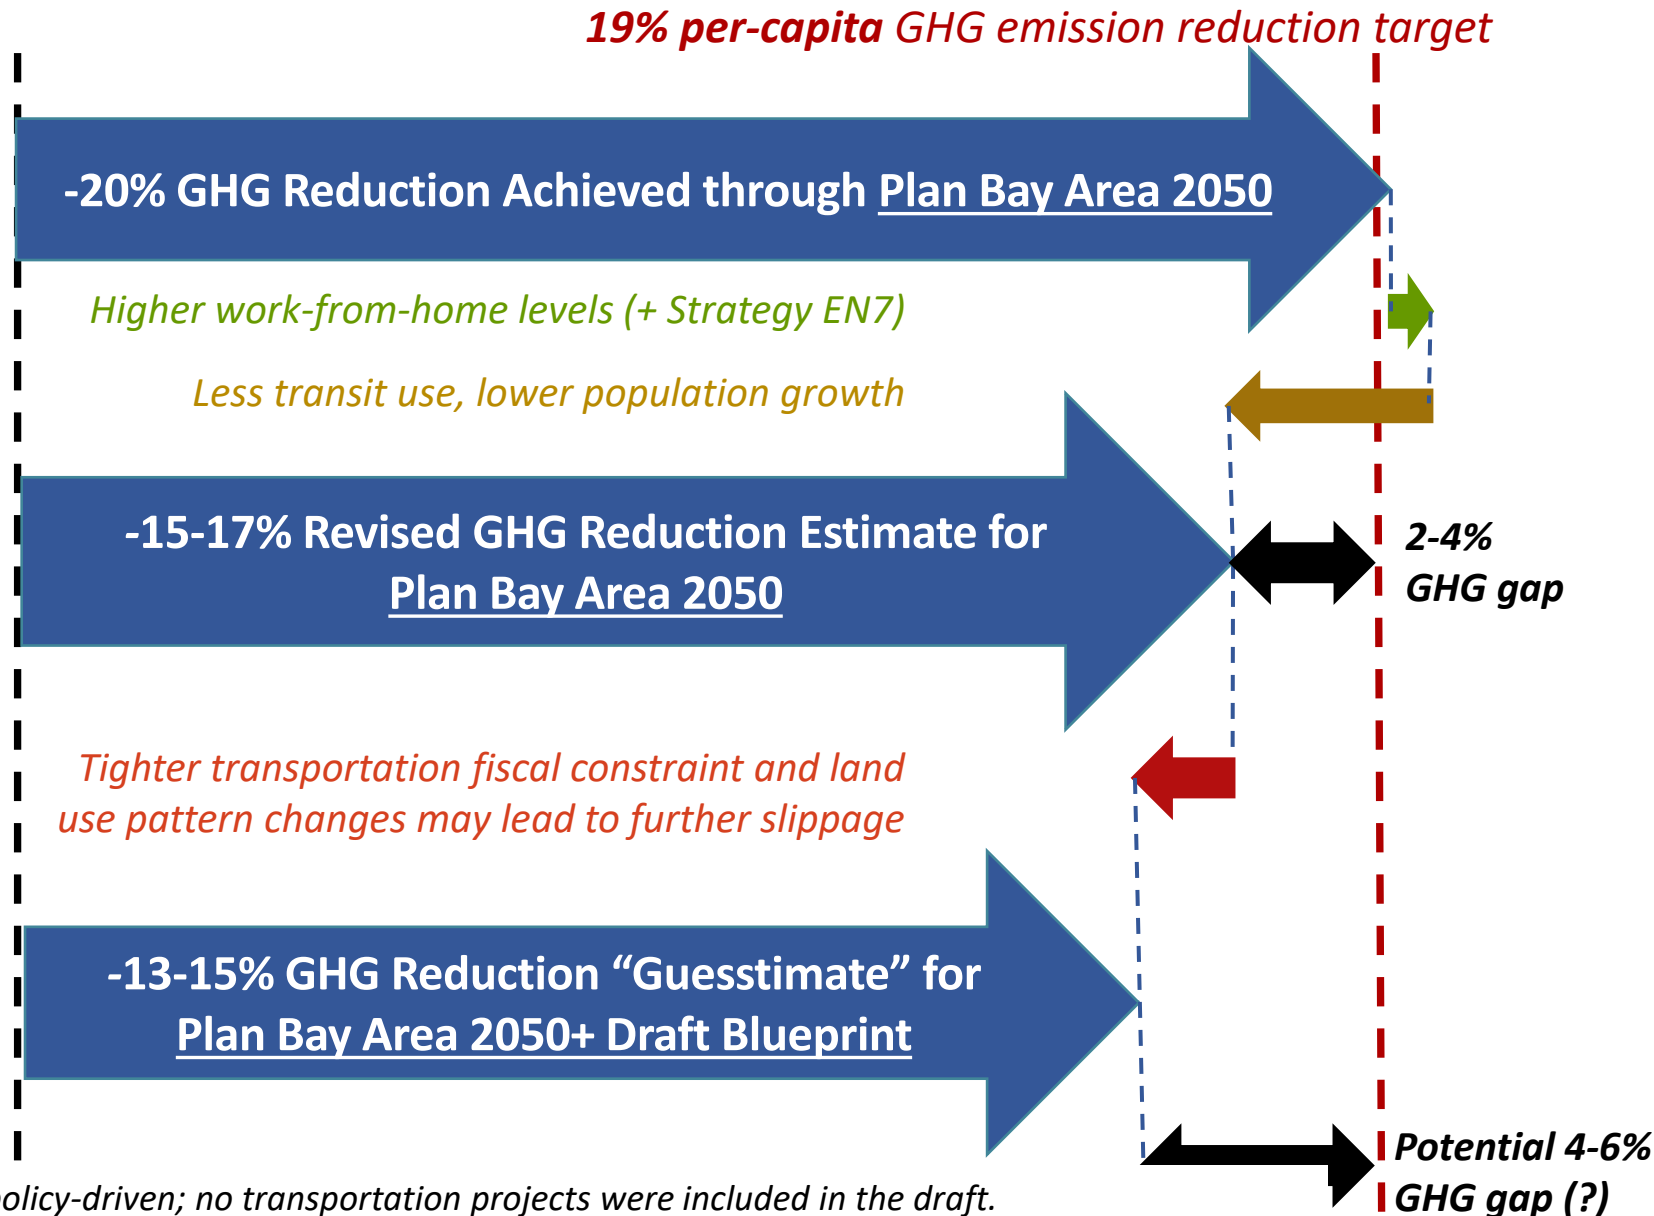 19% per-capita GHG emission reduction target
-20% GHG Reduction Achieved through Plan Bay Area 2050
Higher work-from-home levels (+ Strategy EN7)
Less transit use, lower population growth
-15-17% Revised GHG Reduction Estimate for
Plan Bay Area 2050
2-4%
GHG gap
Tighter transportation fiscal constraint and land
use pattern changes may lead to further slippage
-13-15% GHG Reduction “Guesstimate” for
Plan Bay Area 2050+ Draft Blueprint
Potential 4-6%
GHG gap (?)
policy-driven; no transportation projects were included in the draft.